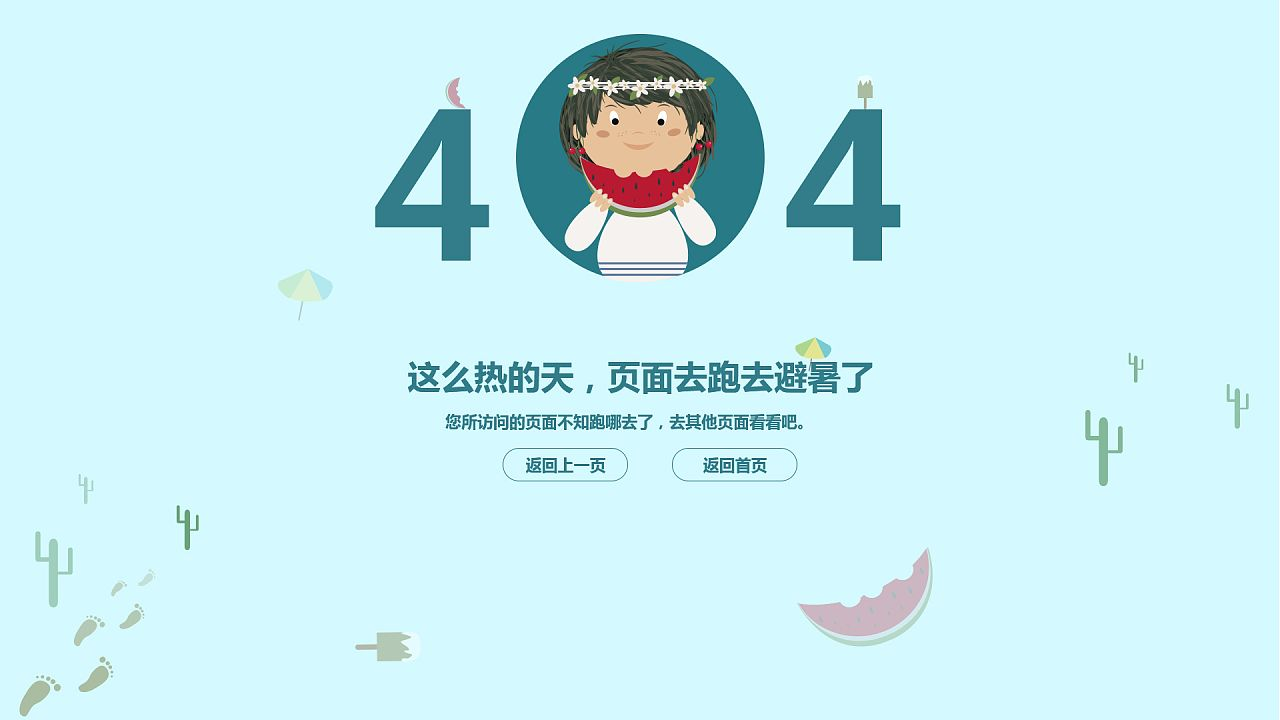 404
这么热的天，页面去跑去避暑了
您所访问的页面不知跑哪去了，去其他页面看看吧。
返回上一页 返回首页